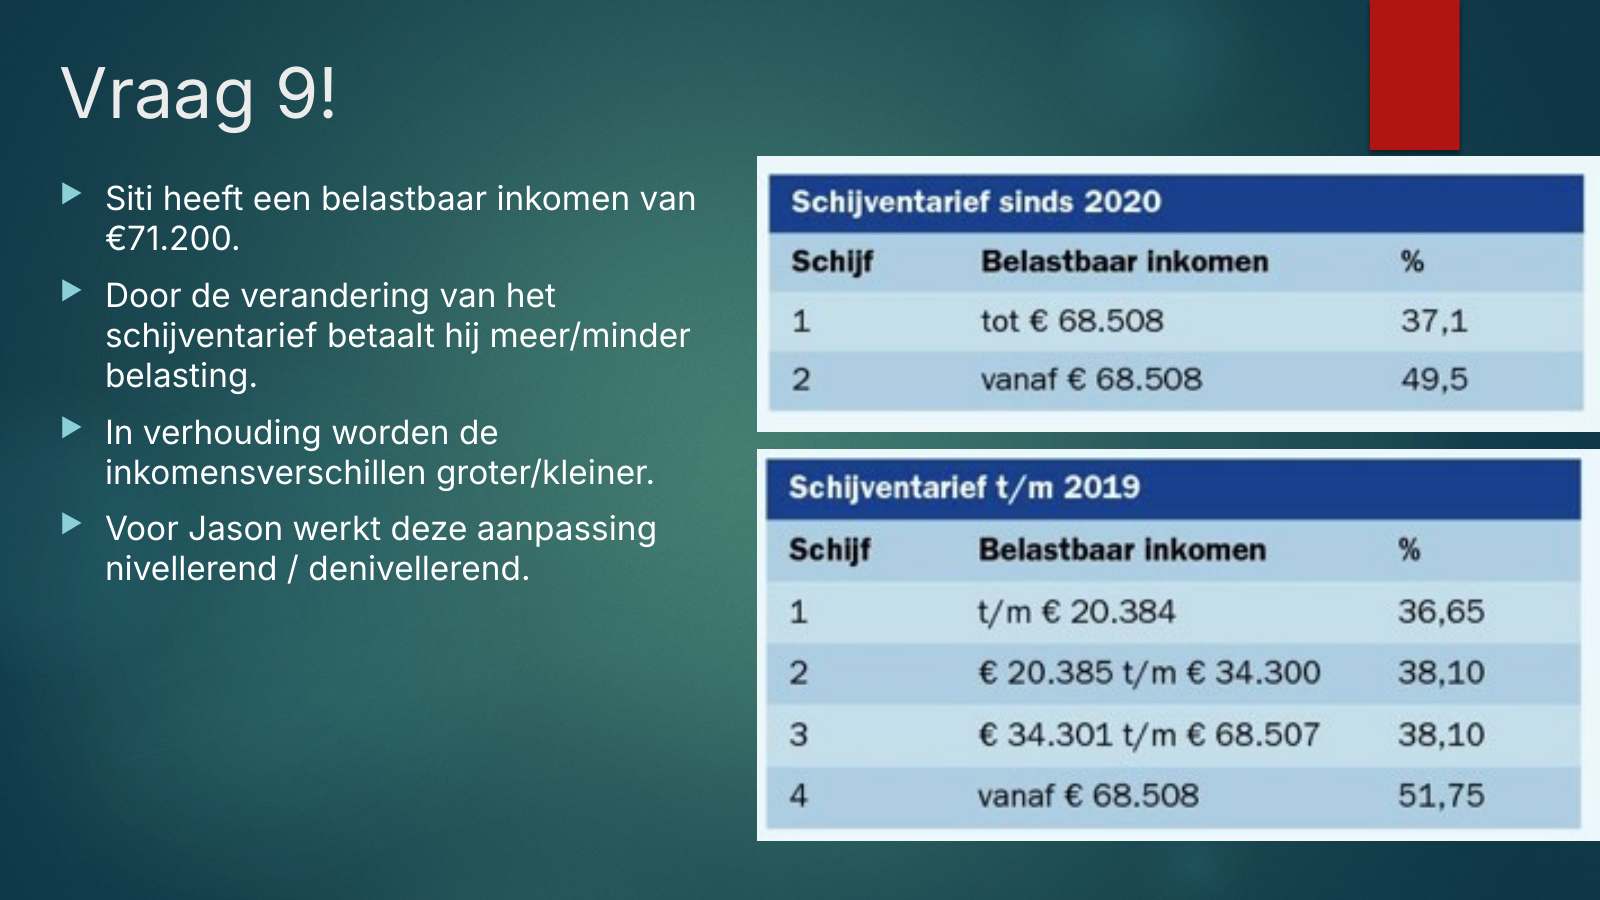 Vraag 9!
Siti heeft een belastbaar inkomen van
€71.200.
Door de verandering van het
schijventarief betaalt hij meer/minder
belasting.
In verhouding worden de
inkomensverschillen groter/kleiner.
Voor Jason werkt deze aanpassing
nivellerend / denivellerend.
Schijventarief sinds 2020
Schijf Belastbaar inkomen %
1 tot € 68.508 37,1
2 vanaf € 68.508 49,5
Schijventarief t/m 2019
Schijf Belastbaar inkomen %
1 t/m € 20.384 36,65
2 € 20.385 t/m € 34.300 38,10
3 € 34.301 t/m € 68.507 38,10
4 vanaf € 68.508 51,75